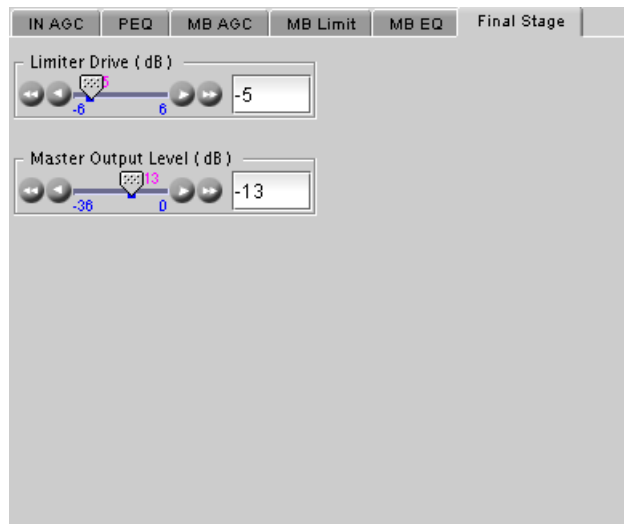 IN AGC PEQ MB AGC MB Limit MB EQ Final Stage
Limiter Drive ( dB )
5
-6 6
-5
Master Output Level ( dB )
13
-36 0
-13